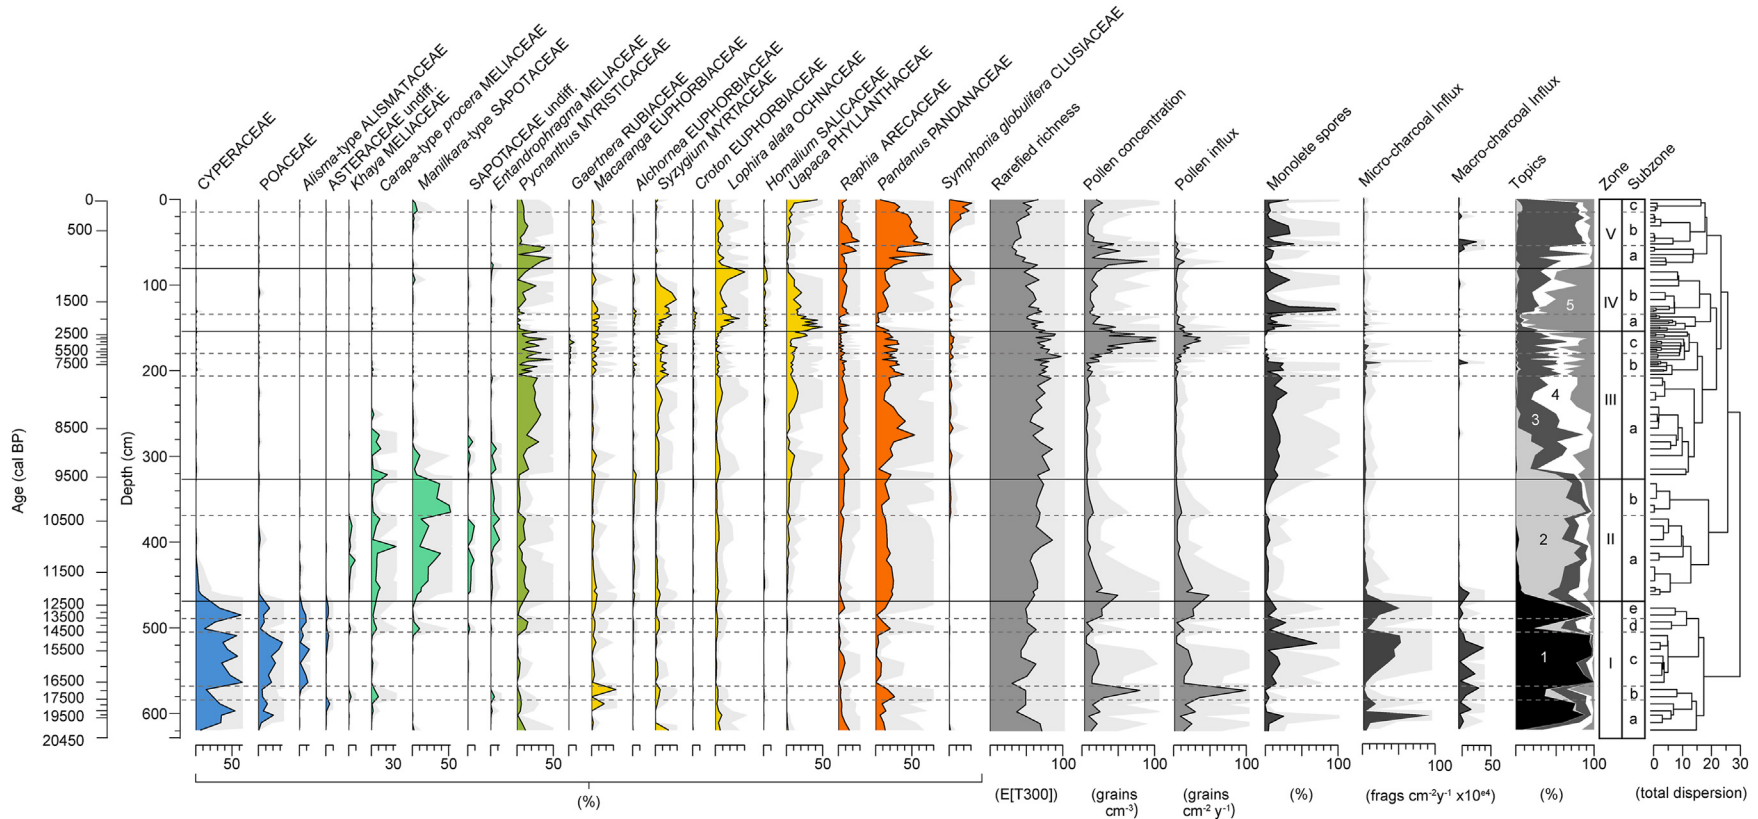 CYPERACEAE
POACEAE
Alisma-type ALISMATACEAE
ASTERACEAE undiff.
Khaya MELIACEAE
Carapa-type procera MELIACEAE
Manilkara-type SAPOTACEAE
SAPOTACEAE undiff.
Entandrophragma MELIACEAE
Pycnanthus MYRISTICACEAE
Gaertnera RUBIACEAE
Macaranga EUPHORBIACEAE
Alchornea EUPHORBIACEAE
Syzygium MYRTACEAE
Croton EUPHORBIACEAE
Lophira alata OCHNACEAE
Homalium SALICACEAE
Uapaca PHYLLANTHACEAE
Raphia ARECACEAE
Pandanus PANDANACEAE
Symphonia globulifera CLUSIACEAE
Rarefied richness
Pollen concentration
Pollen influx
Monolete spores
Micro-charcoal Influx
Macro-charcoal Influx
Topics
Zone
Subzone
Age (cal BP)
0
500
1500
2500
5500
7500
8500
9500
10500
11500
12500
13500
14500
15500
16500
17500
19500
20450
Depth (cm)
0
100
200
300
400
500
600
5
4
3
2
1
V
IV
III
II
I
c
b
a
b
a
c
b
a
b
a
e
d
c
b
a
50
30
50
50
50
50
100
100
100
100
100
50
100
0 10 20 30
(%)
(E[T300])
(grains
cm-3)
(grains
cm-2 y-1)
(%)
(frags cm-2y-1 x10e4)
(%)
(total dispersion)